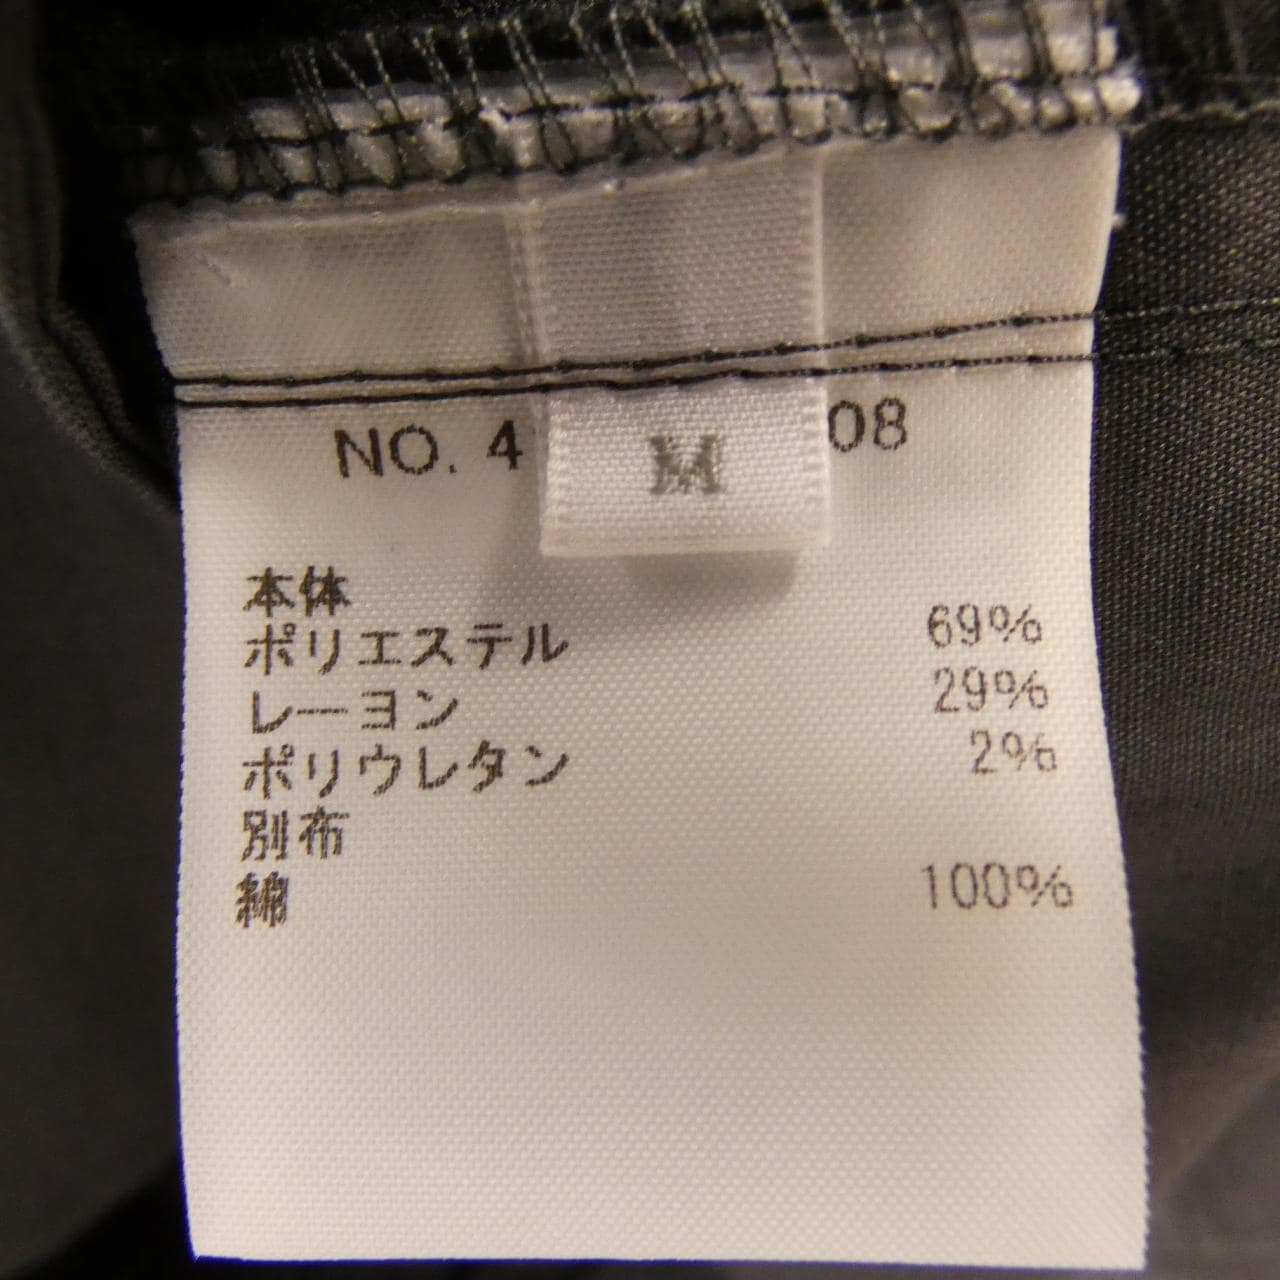 NO. 4 08
M
本体
ポリエステル 69%
レーヨン 29%
ポリウレタン 2%
別布
綿 100%